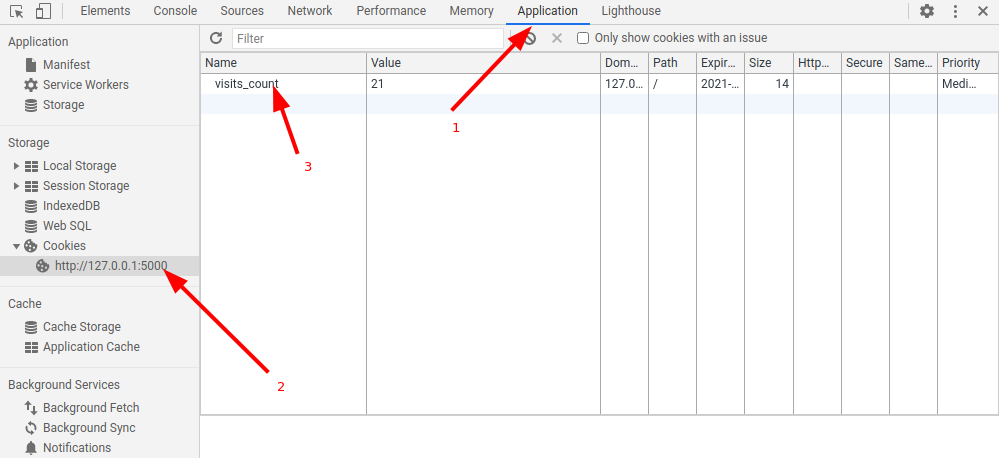 Elements Console Sources Network Performance Memory Application Lighthouse
Application
Manifest
Service Workers
Storage
Storage
Local Storage
Session Storage
IndexedDB
Web SQL
Cookies
http://127.0.0.1:5000
Cache
Cache Storage
Application Cache
Background Services
Background Fetch
Background Sync
Notifications
Filter Only show cookies with an issue
Name Value Dom... Path Expir... Size Http... Secure Same... Priority
visits_count 21 127.0... / 2021-... 14 Medi...
1
3
2